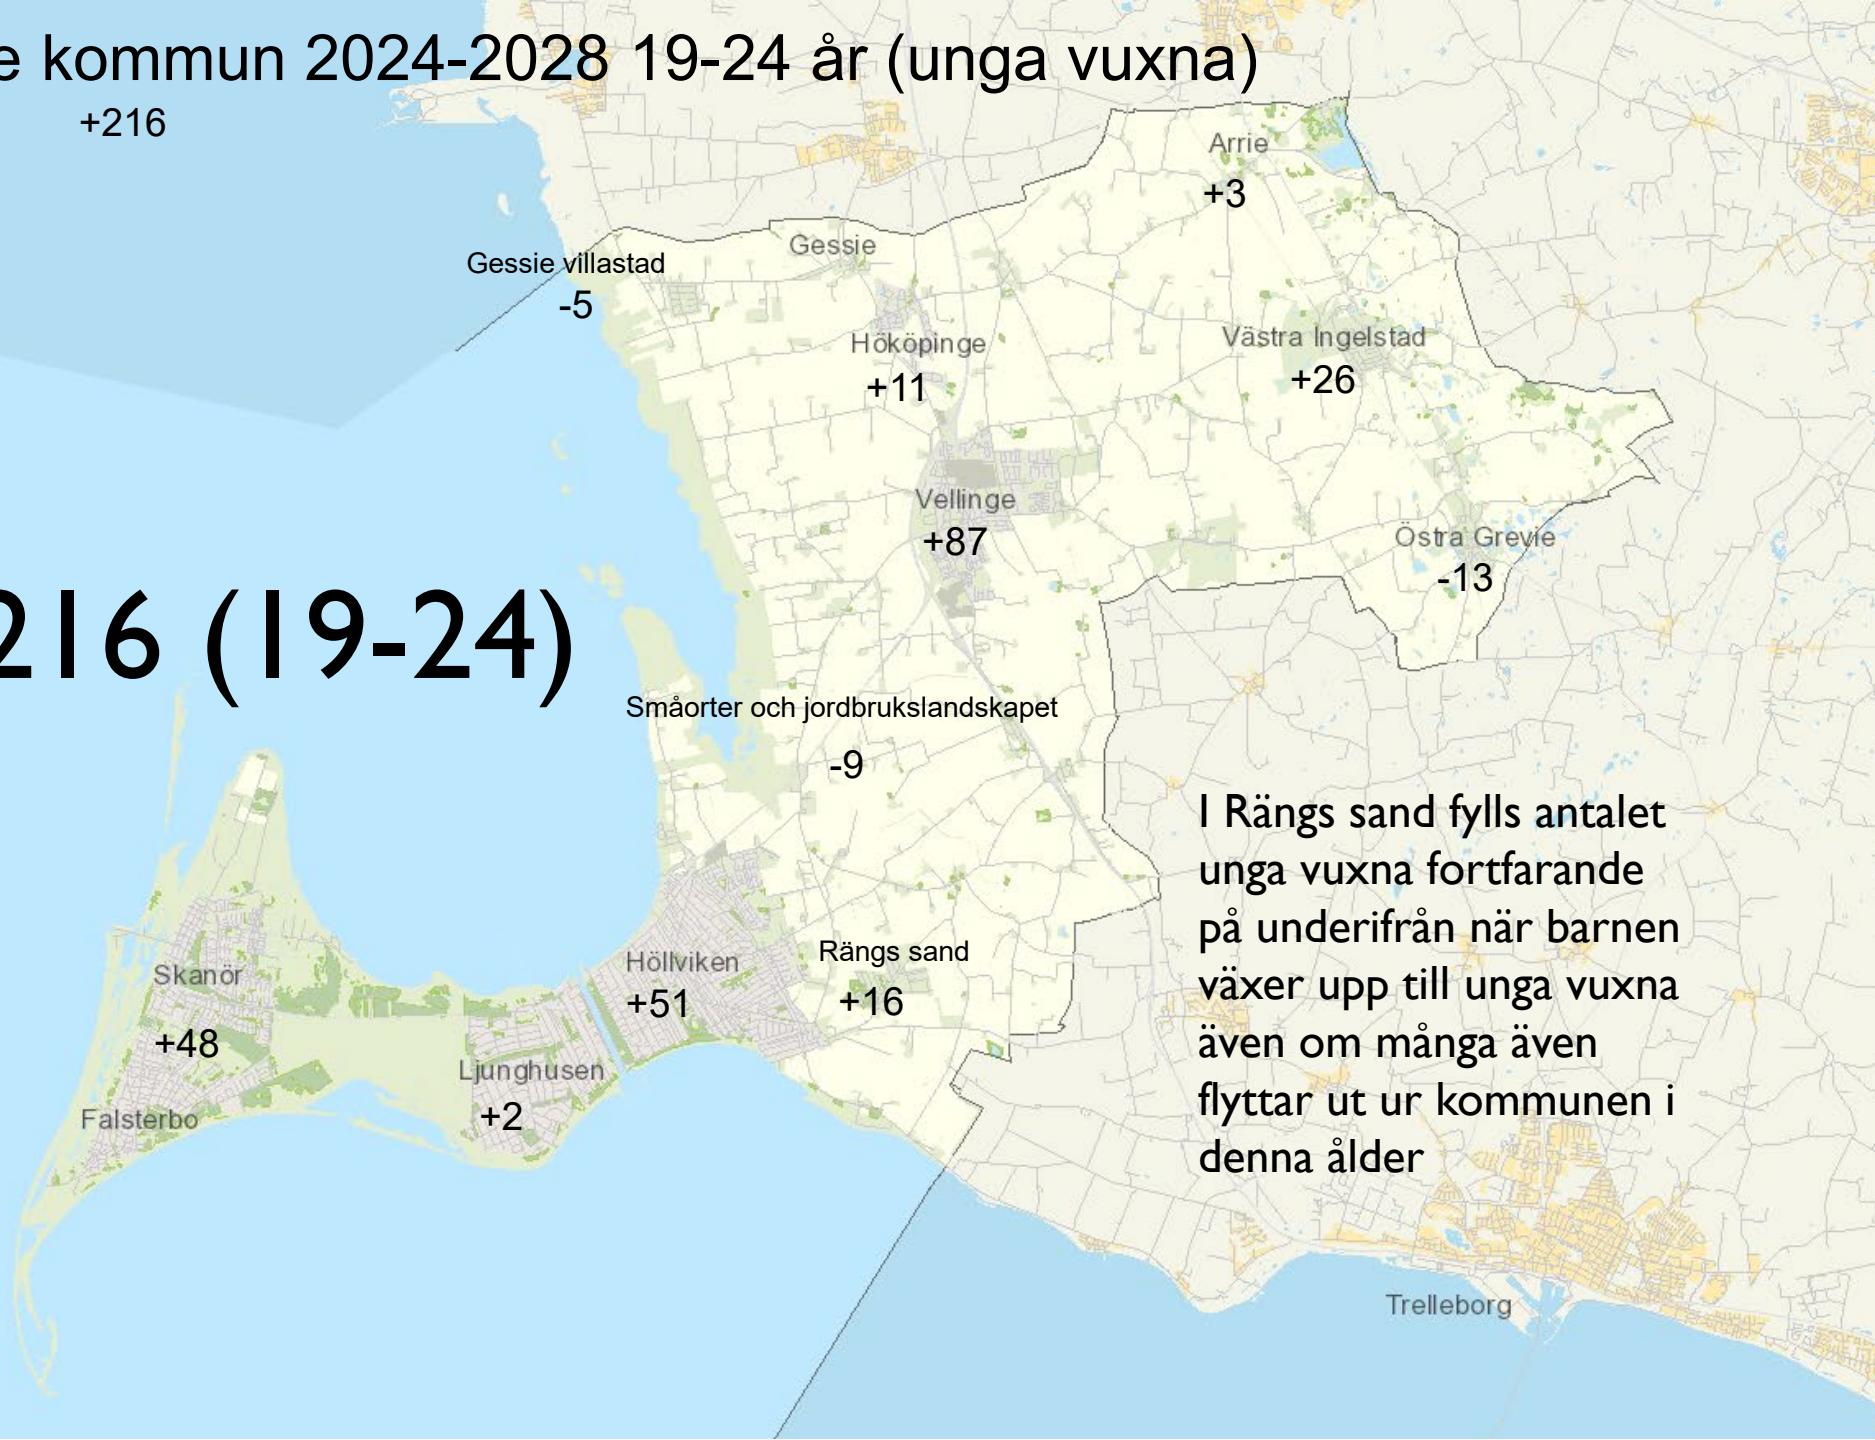 e kommun 2024-2028 19-24 år (unga vuxna)
+216
Arrie
+3
Gessie
Gessie villastad
-5
Hököpinge
+11
Västra Ingelstad
+26
Vellinge
+87
Östra Grevie
-13
216 (19-24)
Småorter och jordbrukslandskapet
-9
I Rängs sand fylls antalet
unga vuxna fortfarande
på underifrån när barnen
växer upp till unga vuxna
även om många även
flyttar ut ur kommunen i
denna ålder
Rängs sand
+16
Höllviken
+51
Skanör
+48
Ljunghusen
+2
Falsterbo
Trelleborg